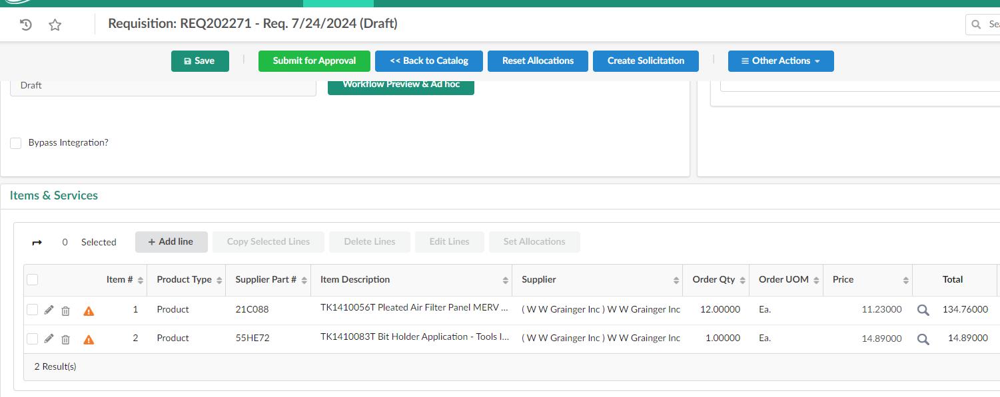 Requisition: REQ202271 - Req. 7/24/2024 (Draft)
Save
Submit for Approval
<< Back to Catalog
Reset Allocations
Create Solicitation
Other Actions
Draft
Workflow Preview & Ad hoc
Bypass Integration?
Items & Services
0 Selected
+ Add line
Copy Selected Lines
Delete Lines
Edit Lines
Set Allocations
Item # Product Type Supplier Part # Item Description Supplier Order Qty Order UOM Price Total
1 Product 21C088 TK1410056T Pleated Air Filter Panel MERV ... ( W W Grainger Inc ) W W Grainger Inc 12.00000 Ea. 11.23000 134.76000
2 Product 55HE72 TK1410083T Bit Holder Application - Tools I... ( W W Grainger Inc ) W W Grainger Inc 1.00000 Ea. 14.89000 14.89000
2 Result(s)